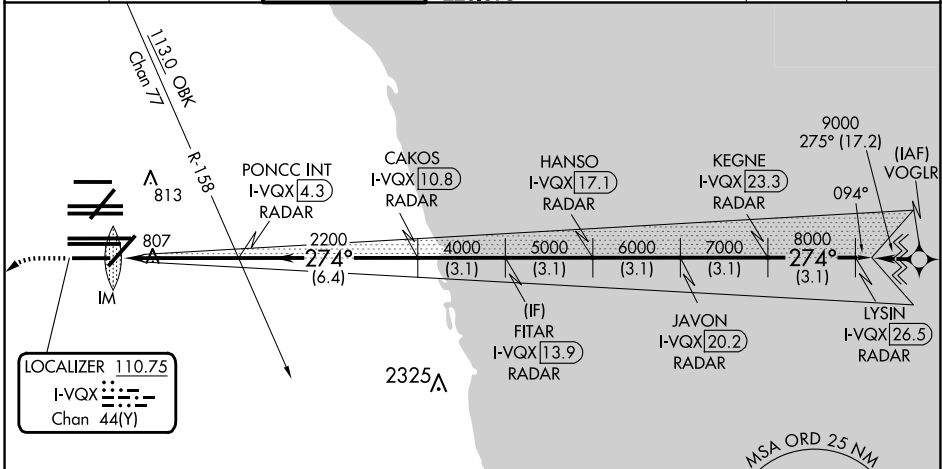 113.0 OBK
Chan 77
R-158
813
807
IM
PONCC INT
I-VQX 4.3
RADAR
CAKOS
I-VQX 10.8
RADAR
HANSO
I-VQX 17.1
RADAR
KEGNE
I-VQX 23.3
RADAR
9000
275° (17.2)
(IAF)
VOGLR
094°
2200
274°
(6.4)
4000
(3.1)
5000
(3.1)
6000
(3.1)
7000
(3.1)
8000
274°
(3.1)
(IF)
FITAR
I-VQX 13.9
RADAR
JAVON
I-VQX 20.2
RADAR
LYSIN
I-VQX 26.5
RADAR
LOCALIZER 110.75
I-VQX
Chan 44(Y)
2325
MSA ORD 25 NM